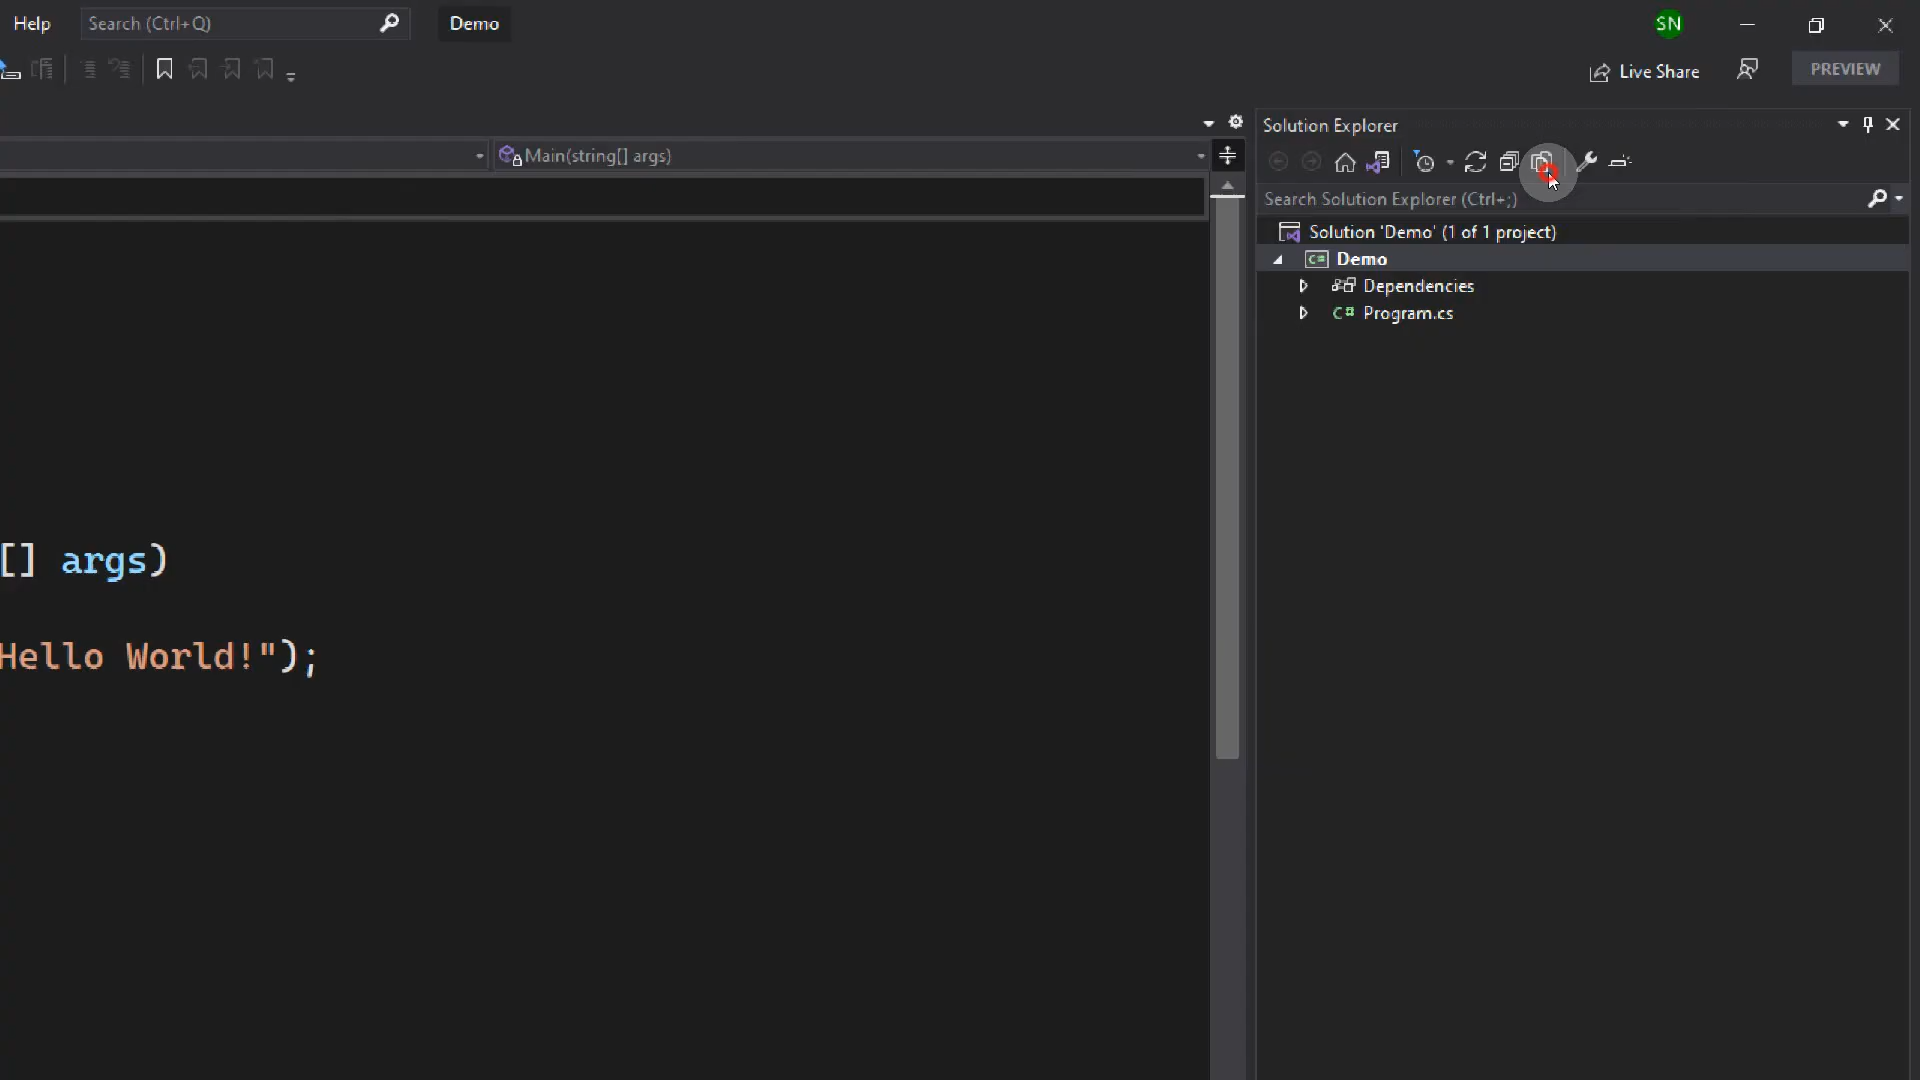 Help
Search (Ctrl+Q)
Demo
SN
Live Share
PREVIEW
Solution Explorer
Main(string[] args)
Search Solution Explorer (Ctrl+;)
Solution 'Demo' (1 of 1 project)
C# Demo
Dependencies
C# Program.cs
[] args)
Hello World!");